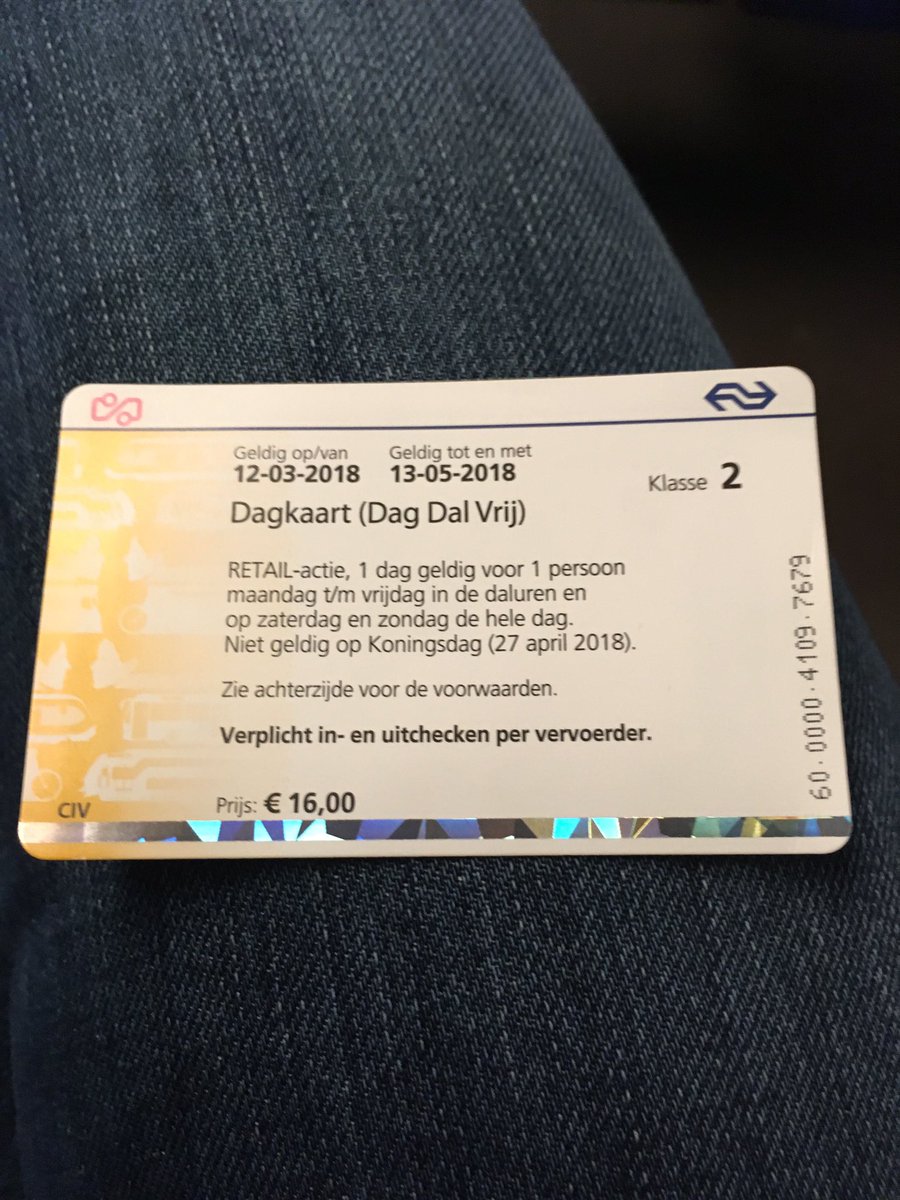 Geldig op/van Geldig tot en met
12-03-2018 13-05-2018
Klasse 2
Dagkaart (Dag Dal Vrij)
RETAIL-actie, 1 dag geldig voor 1 persoon
maandag t/m vrijdag in de daluren en
op zaterdag en zondag de hele dag.
Niet geldig op Koningsdag (27 april 2018).
Zie achterzijde voor de voorwaarden.
Verplicht in- en uitchecken per vervoerder.
CIV
Prijs: € 16,00
60·0000·4109·7679